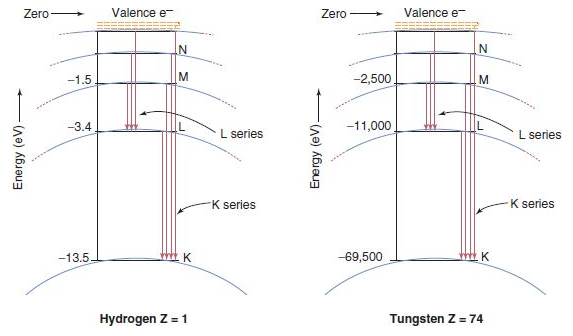 Zero
Valence e–
N
–1.5
M
–3.4
L
L series
Energy (eV)
K series
–13.5
K
Hydrogen Z = 1
Zero
Valence e–
N
–2,500
M
–11,000
L
L series
Energy (eV)
K series
–69,500
K
Tungsten Z = 74